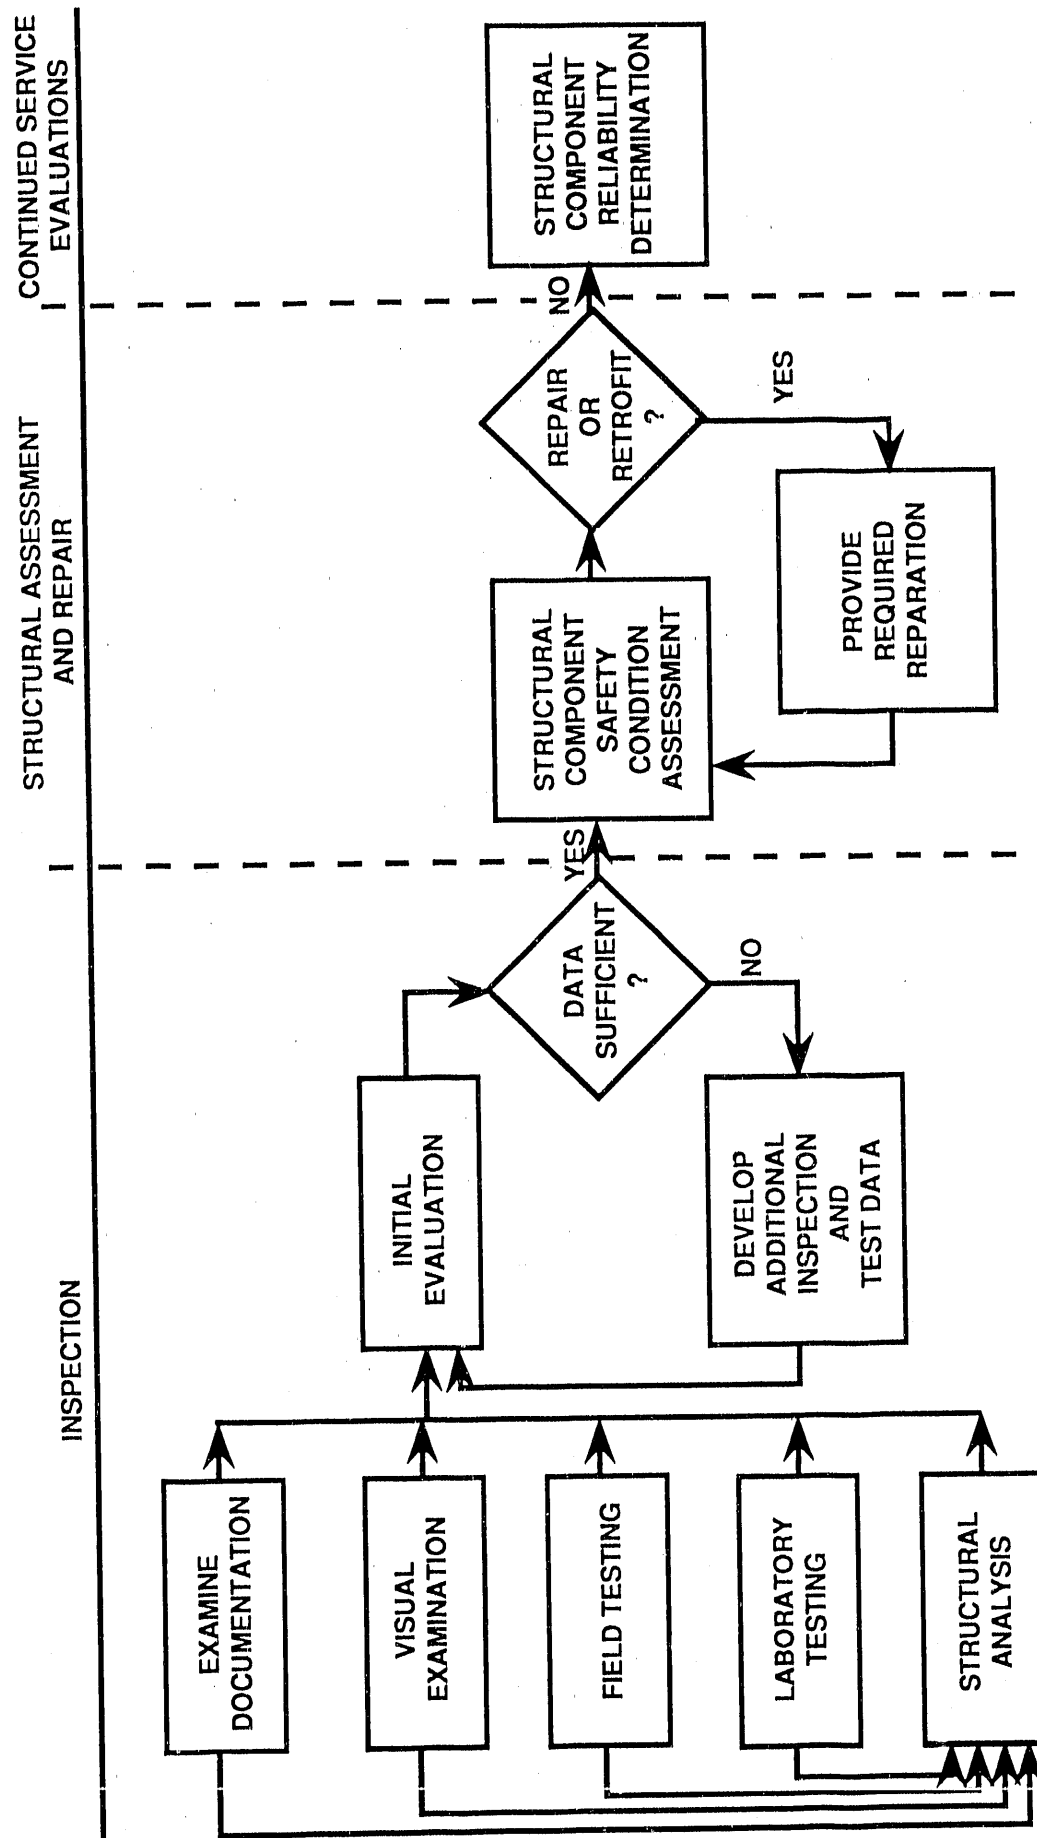 INSPECTION
STRUCTURAL ASSESSMENT
AND REPAIR
CONTINUED SERVICE
EVALUATIONS
EXAMINE
DOCUMENTATION
VISUAL
EXAMINATION
FIELD TESTING
LABORATORY
TESTING
STRUCTURAL
ANALYSIS
INITIAL
EVALUATION
DEVELOP
ADDITIONAL
INSPECTION
AND
TEST DATA
DATA
SUFFICIENT
?
NO
YES
STRUCTURAL
COMPONENT
SAFETY
CONDITION
ASSESSMENT
REPAIR
OR
RETROFIT
?
YES
PROVIDE
REQUIRED
REPARATION
NO
STRUCTURAL
COMPONENT
RELIABILITY
DETERMINATION